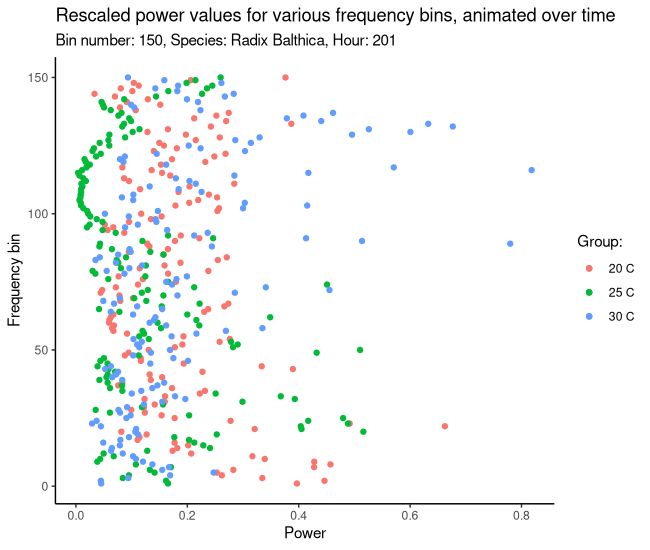 Rescaled power values for various frequency bins, animated over time
Bin number: 150, Species: Radix Balthica, Hour: 201
150
100
50
0
Frequency bin
0.0
0.2
0.4
0.6
0.8
Power
Group:
20 C
25 C
30 C